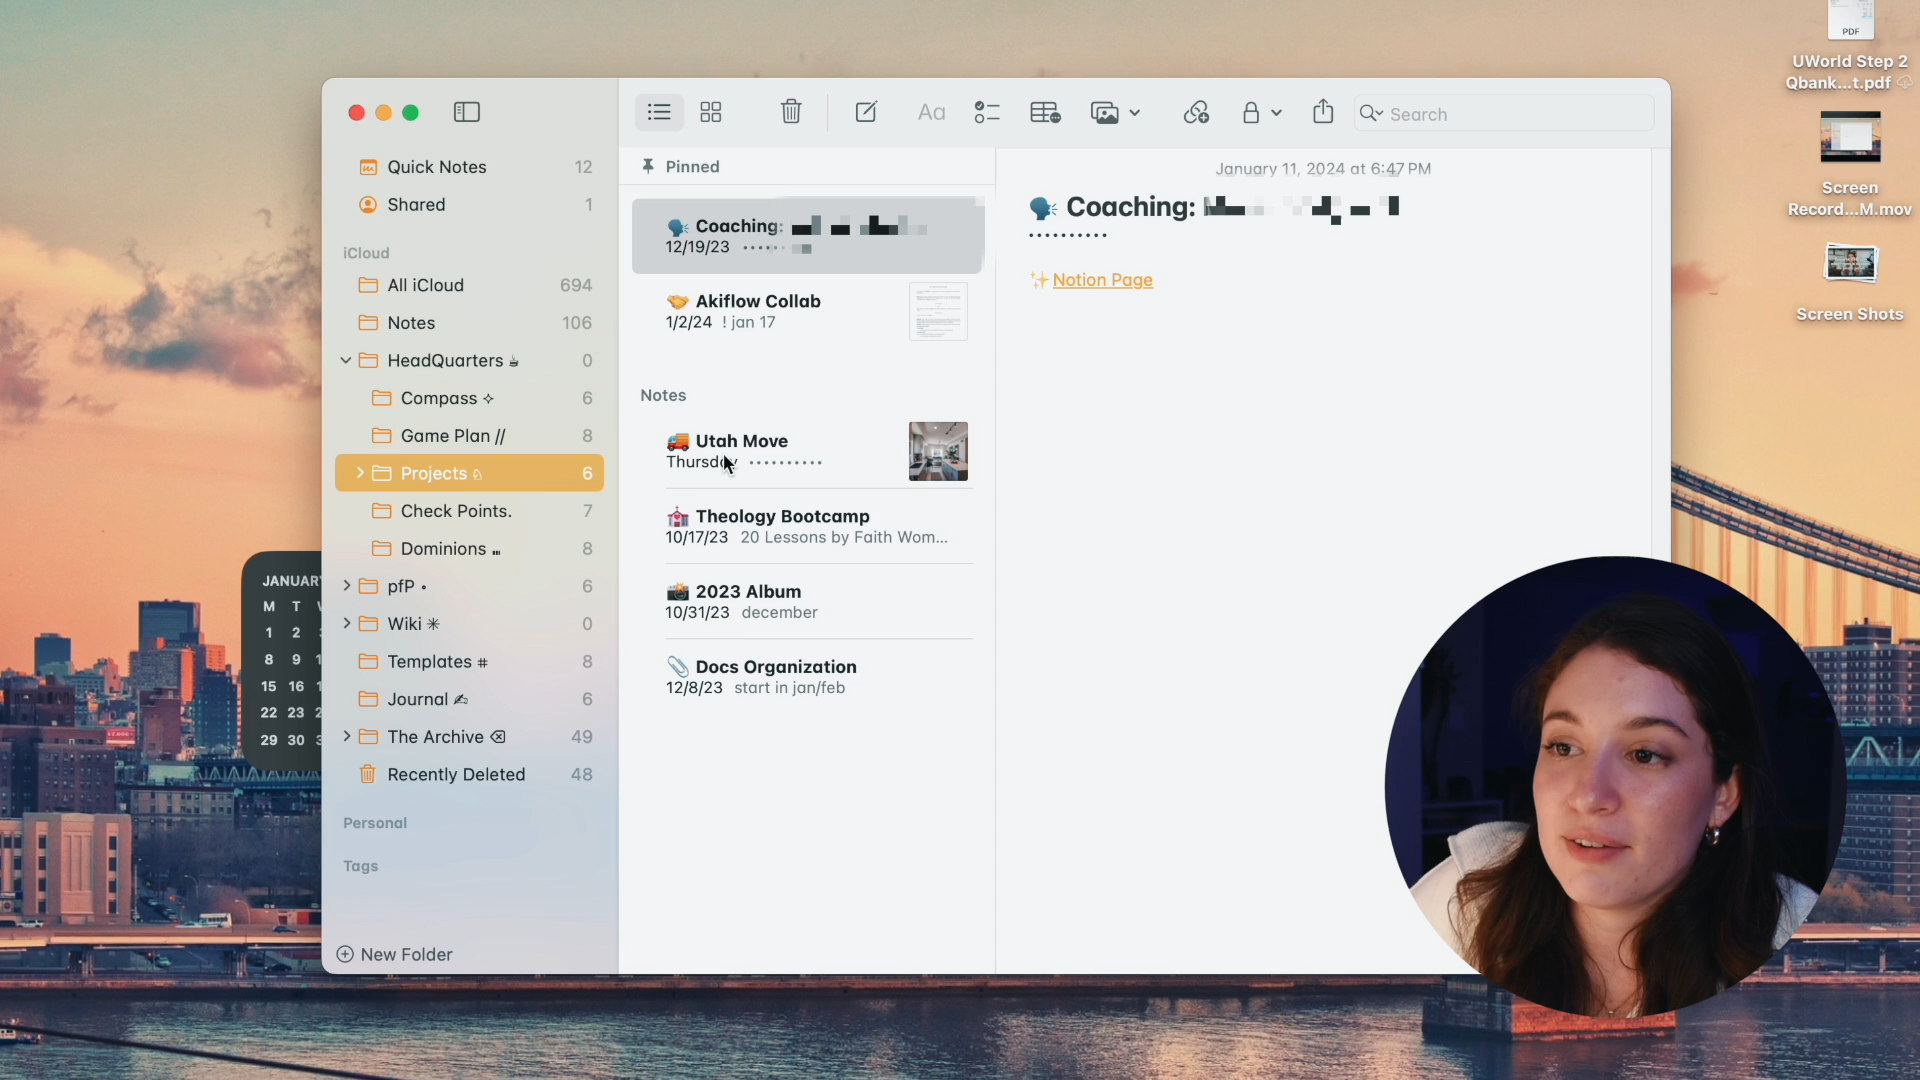 PDF
UWorld Step 2
Qbank...t.pdf
Screen
Record...M.mov
Screen Shots
Quick Notes 12
Shared 1
iCloud
All iCloud 694
Notes 106
HeadQuarters 0
Compass 6
Game Plan // 8
Projects 6
Check Points. 7
Dominions 8
pfP • 6
Wiki ✳ 0
Templates # 8
Journal ✍ 6
The Archive ⌫ 49
Recently Deleted 48
Personal
Tags
New Folder
Aa
Search
Pinned
🗣️ Coaching:
12/19/23
🤝 Akiflow Collab
1/2/24 ! jan 17
Notes
🚚 Utah Move
Thursday ··········
💒 Theology Bootcamp
10/17/23 20 Lessons by Faith Wom...
📸 2023 Album
10/31/23 december
📎 Docs Organization
12/8/23 start in jan/feb
January 11, 2024 at 6:47 PM
🗣️ Coaching:
··········
✨ Notion Page
JANUAR
M T
1 2
8 9
15 16
22 23
29 30